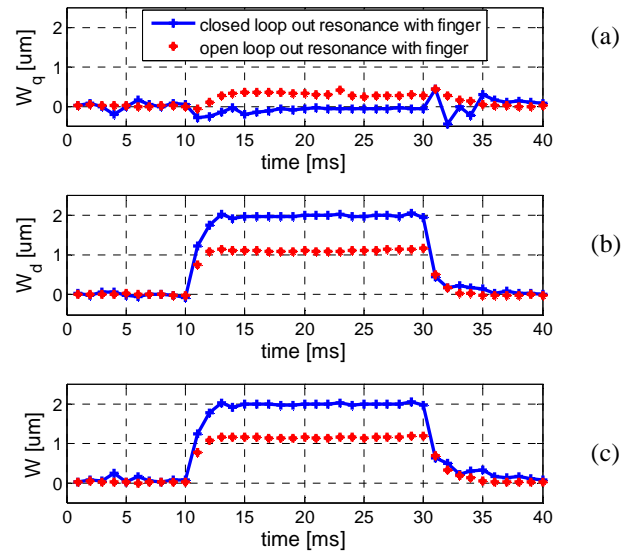 closed loop out resonance with finger
open loop out resonance with finger
(a)
W_q [um]
2
1
0
0 5 10 15 20 25 30 35 40
time [ms]
(b)
W_d [um]
2
1
0
0 5 10 15 20 25 30 35 40
time [ms]
(c)
W [um]
2
1
0
0 5 10 15 20 25 30 35 40
time [ms]